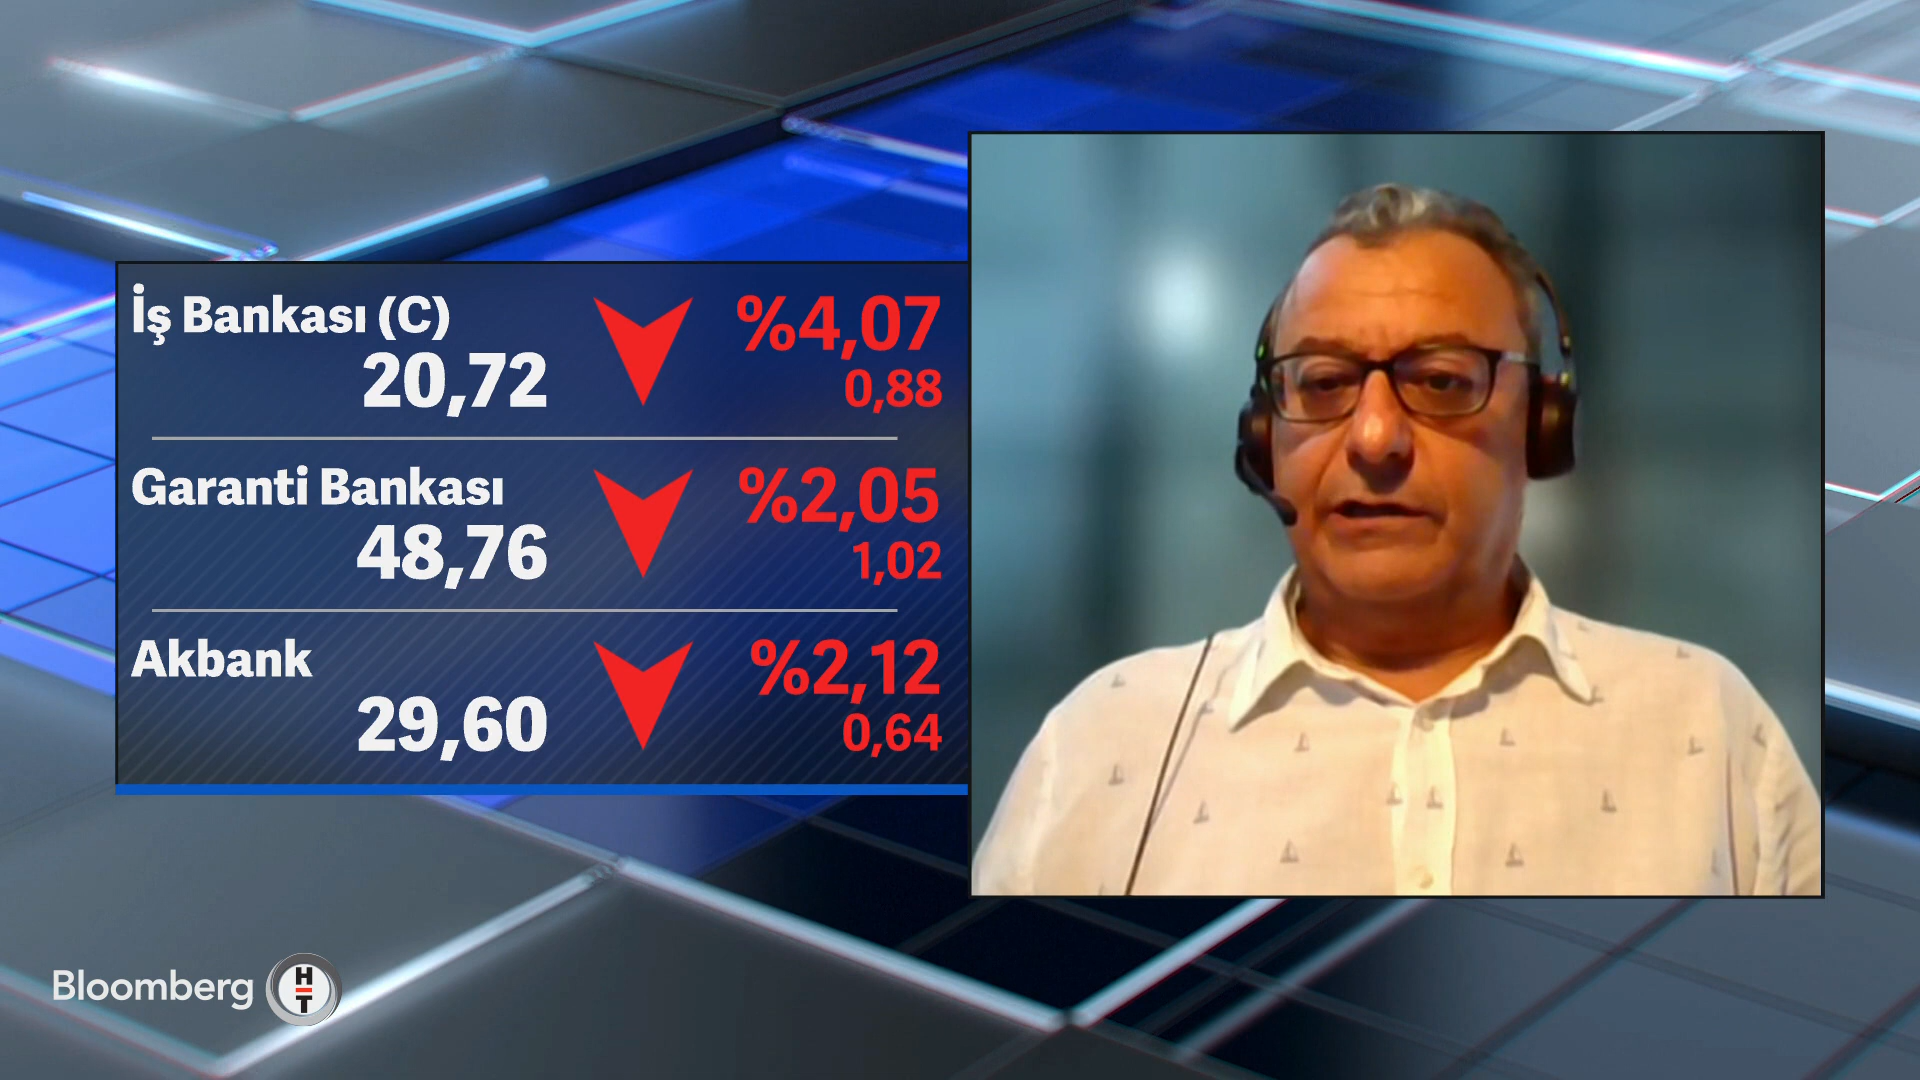 İş Bankası (C)
20,72
%4,07
0,88
Garanti Bankası
48,76
%2,05
1,02
Akbank
29,60
%2,12
0,64
Bloomberg HT